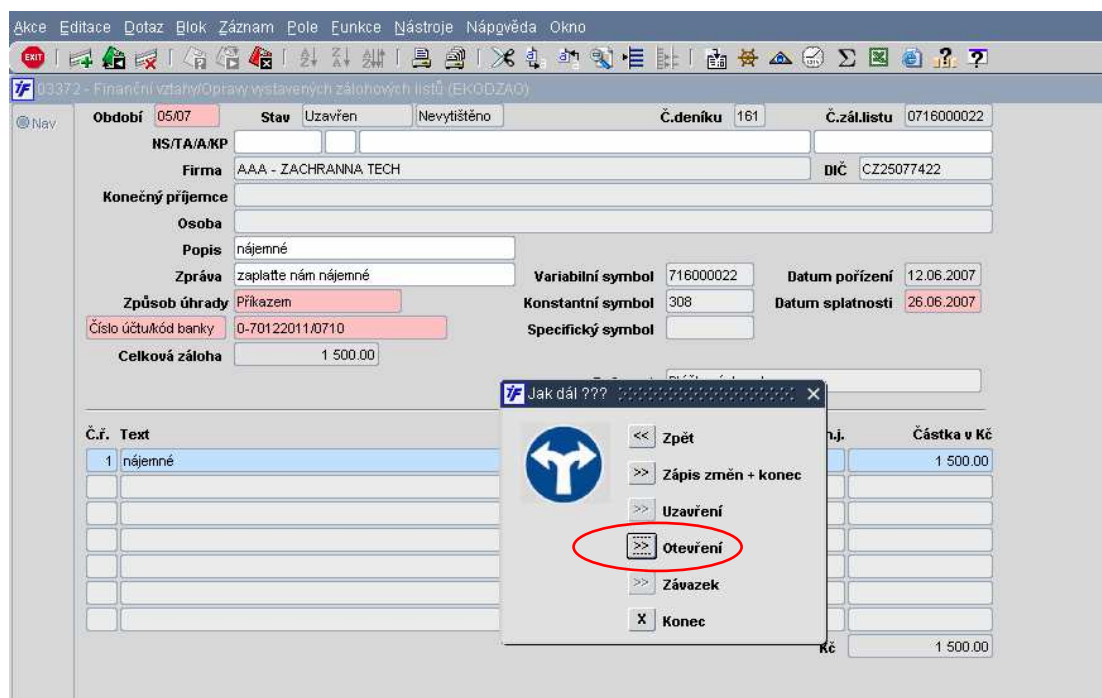 Akce Editace Dotaz Blok Záznam Pole Funkce Nástroje Nápověda Okno
EXIT
03372 - Finanční vztahy/Opravy vystavených zálohových listů (EKODZAO)
Nav
Období 05/07 Stav Uzavřen Nevytištěno Č.deníku 161 Č.zál.listu 0716000022
NS/TA/A/KP
Firma AAA - ZACHRANNA TECH DIČ CZ25077422
Konečný příjemce
Osoba
Popis nájemné
Zpráva zaplaťte nám nájemné Variabilní symbol 716000022 Datum pořízení 12.06.2007
Způsob úhrady Příkazem Konstantní symbol 308 Datum splatnosti 26.06.2007
Číslo účtu/kód banky 0-70122011/0710 Specifický symbol
Celková záloha 1 500.00
Jak dál ???
Č.ř. Text n.j. Částka v Kč
1 nájemné 1 500.00
<< Zpět
>> Zápis změn + konec
>> Uzavření
>> Otevření
>> Závazek
X Konec
Kč 1 500.00